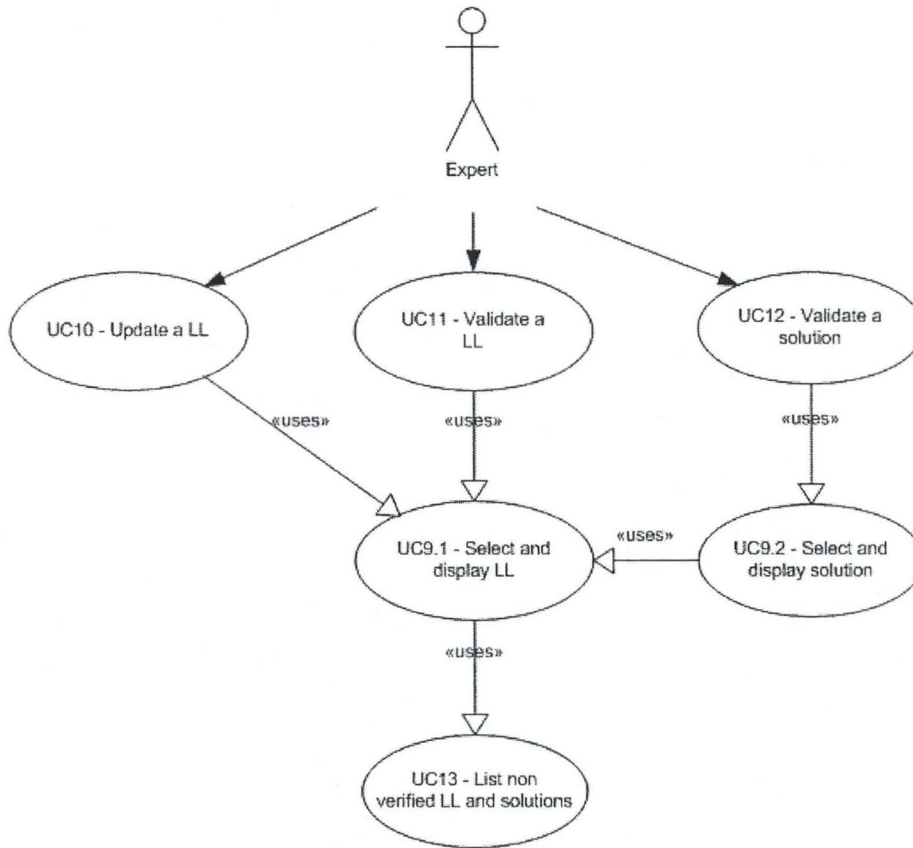 Expert
UC10 - Update a LL
UC11 - Validate a
LL
UC12 - Validate a
solution
«uses»
«uses»
«uses»
UC9.1 - Select and
display LL
«uses»
UC9.2 - Select and
display solution
«uses»
UC13 - List non
verified LL and solutions